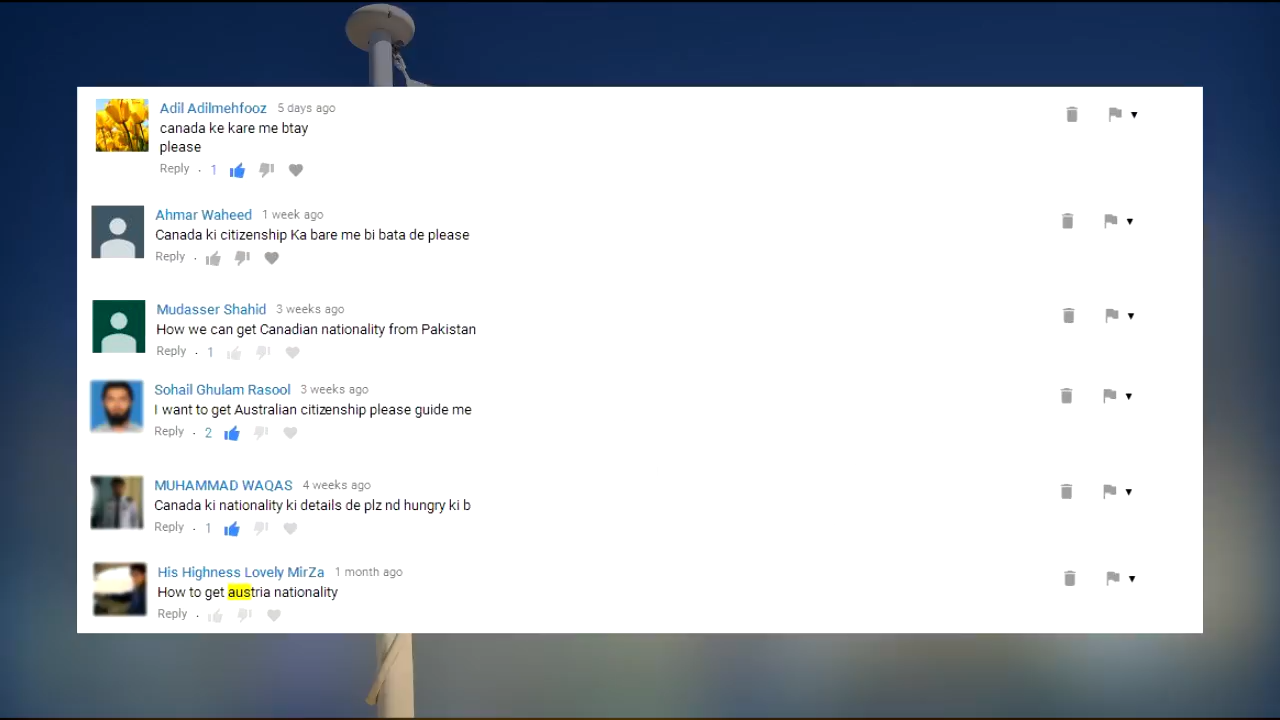 Adil Adilmehfooz 5 days ago
canada ke kare me btay
please
Reply . 1
Ahmar Waheed 1 week ago
Canada ki citizenship Ka bare me bi bata de please
Reply .
Mudasser Shahid 3 weeks ago
How we can get Canadian nationality from Pakistan
Reply . 1
Sohail Ghulam Rasool 3 weeks ago
I want to get Australian citizenship please guide me
Reply . 2
MUHAMMAD WAQAS 4 weeks ago
Canada ki nationality ki details de plz nd hungry ki b
Reply . 1
His Highness Lovely MirZa 1 month ago
How to get austria nationality
Reply .